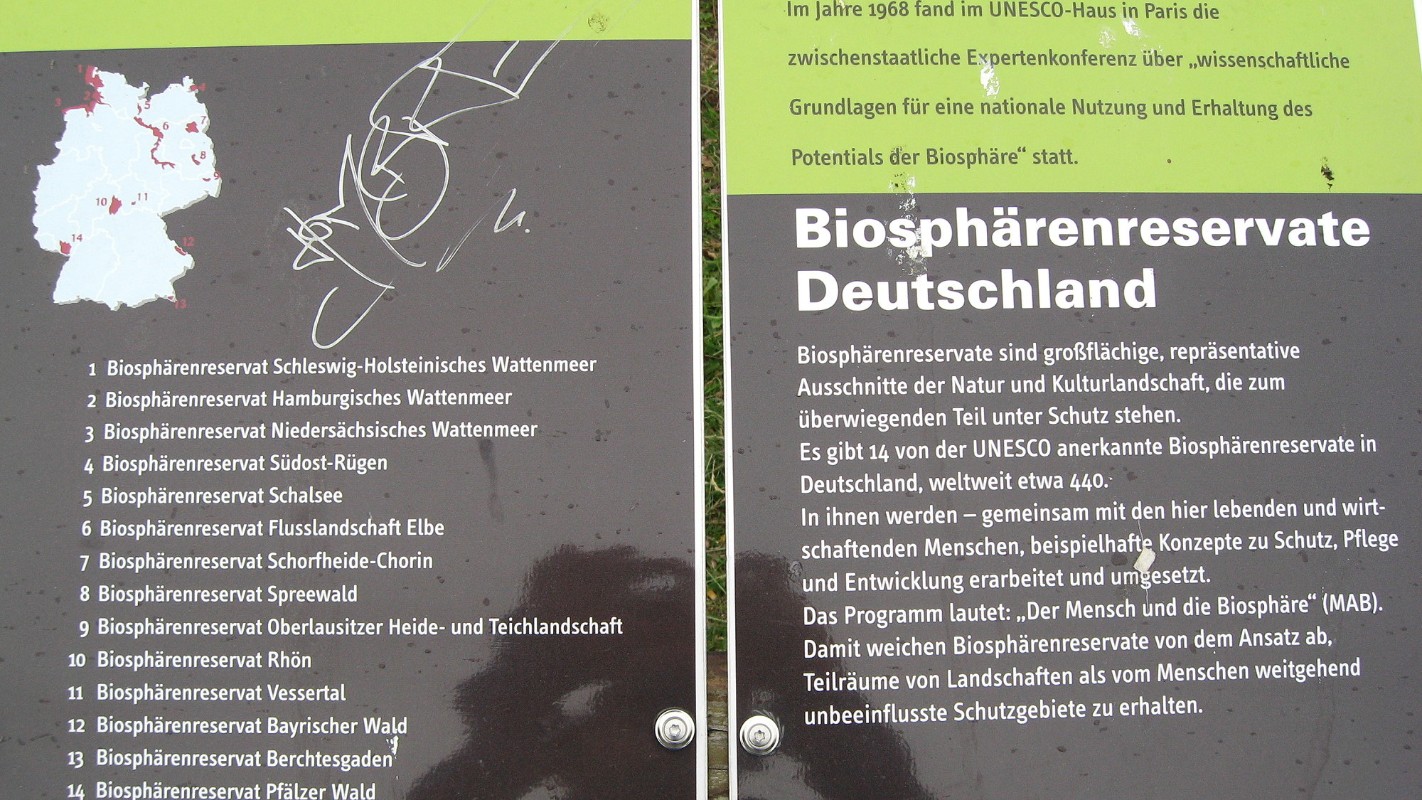 1 Biosphärenreservat Schleswig-Holsteinisches Wattenmeer
2 Biosphärenreservat Hamburgisches Wattenmeer
3 Biosphärenreservat Niedersächsisches Wattenmeer
4 Biosphärenreservat Südost-Rügen
5 Biosphärenreservat Schalsee
6 Biosphärenreservat Flusslandschaft Elbe
7 Biosphärenreservat Schorfheide-Chorin
8 Biosphärenreservat Spreewald
9 Biosphärenreservat Oberlausitzer Heide- und Teichlandschaft
10 Biosphärenreservat Rhön
11 Biosphärenreservat Vessertal
12 Biosphärenreservat Bayrischer Wald
13 Biosphärenreservat Berchtesgaden
14 Biosphärenreservat Pfälzer Wald
Im Jahre 1968 fand im UNESCO-Haus in Paris die
zwischenstaatliche Expertenkonferenz über „wissenschaftliche
Grundlagen für eine nationale Nutzung und Erhaltung des
Potentials der Biosphäre“ statt.
Biosphärenreservate
Deutschland
Biosphärenreservate sind großflächige, repräsentative
Ausschnitte der Natur und Kulturlandschaft, die zum
überwiegenden Teil unter Schutz stehen.
Es gibt 14 von der UNESCO anerkannte Biosphärenreservate in
Deutschland, weltweit etwa 440.
In ihnen werden – gemeinsam mit den hier lebenden und wirt-
schaftenden Menschen, beispielhafte Konzepte zu Schutz, Pflege
und Entwicklung erarbeitet und umgesetzt.
Das Programm lautet: „Der Mensch und die Biosphäre“ (MAB).
Damit weichen Biosphärenreservate von dem Ansatz ab,
Teilräume von Landschaften als vom Menschen weitgehend
unbeeinflusste Schutzgebiete zu erhalten.